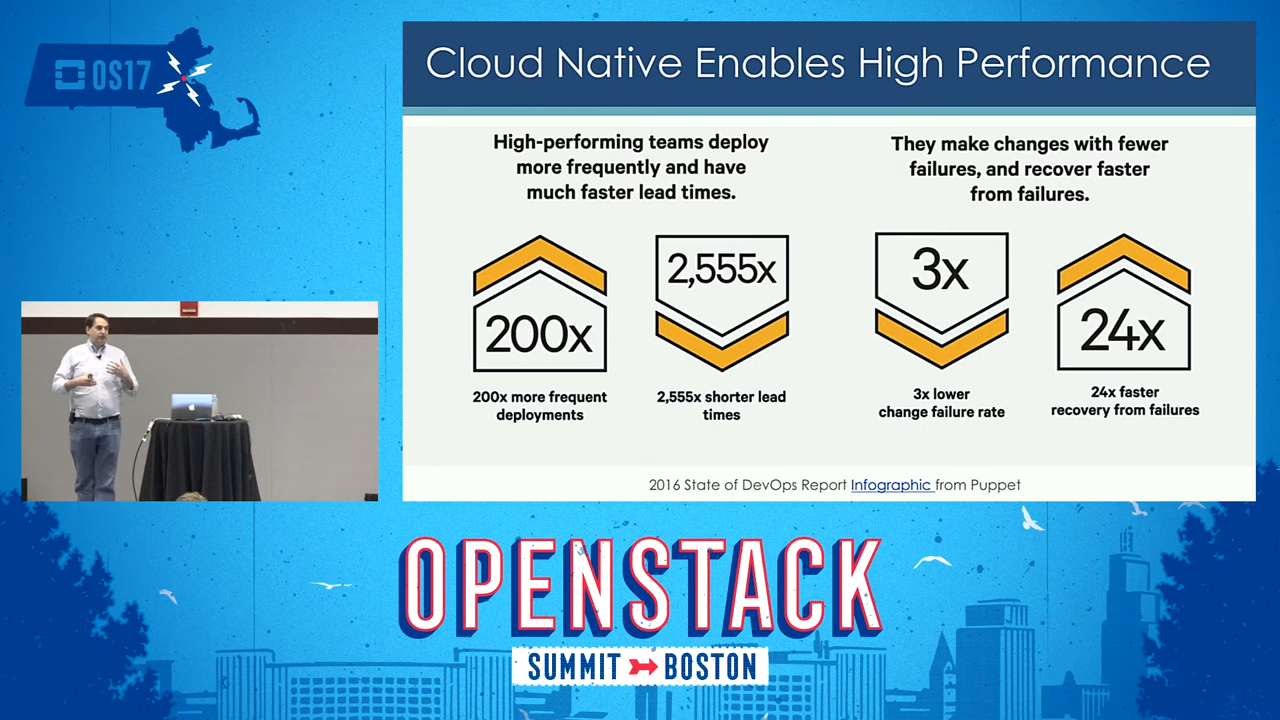 OS17
Cloud Native Enables High Performance
High-performing teams deploy
more frequently and have
much faster lead times.
They make changes with fewer
failures, and recover faster
from failures.
200x
2,555x
3x
24x
200x more frequent
deployments
2,555x shorter lead
times
3x lower
change failure rate
24x faster
recovery from failures
2016 State of DevOps Report Infographic from Puppet
OPENSTACK
SUMMIT BOSTON